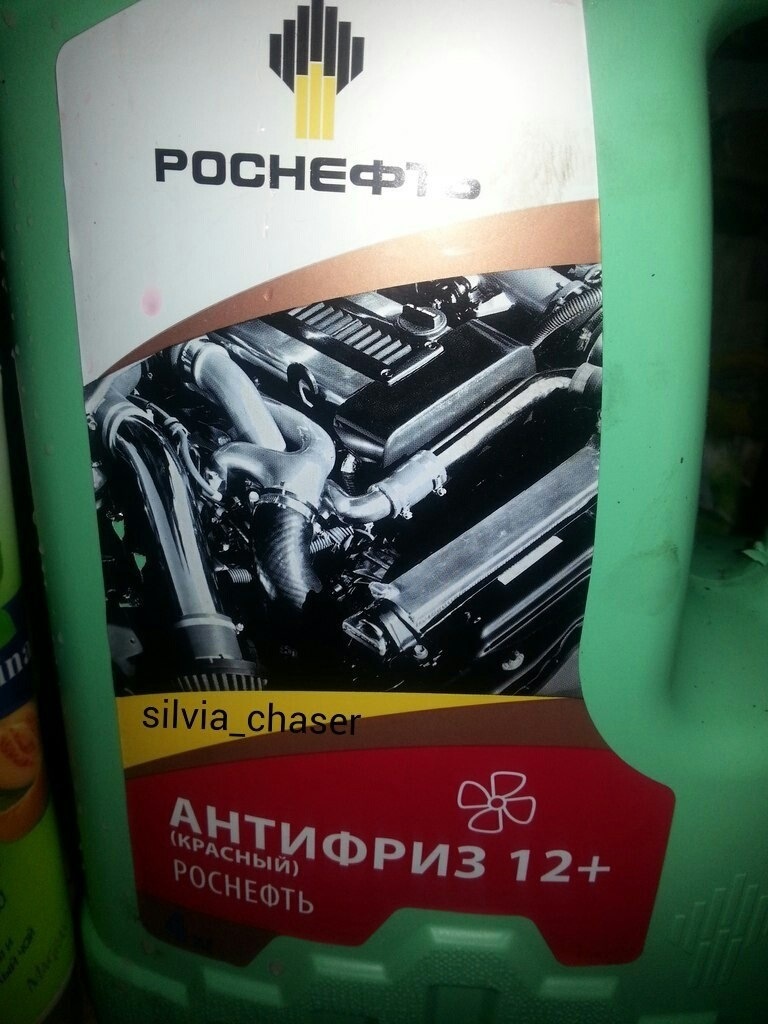 РОСНЕФТЬ
silvia_chaser
АНТИФРИЗ 12+
(КРАСНЫЙ)
РОСНЕФТЬ